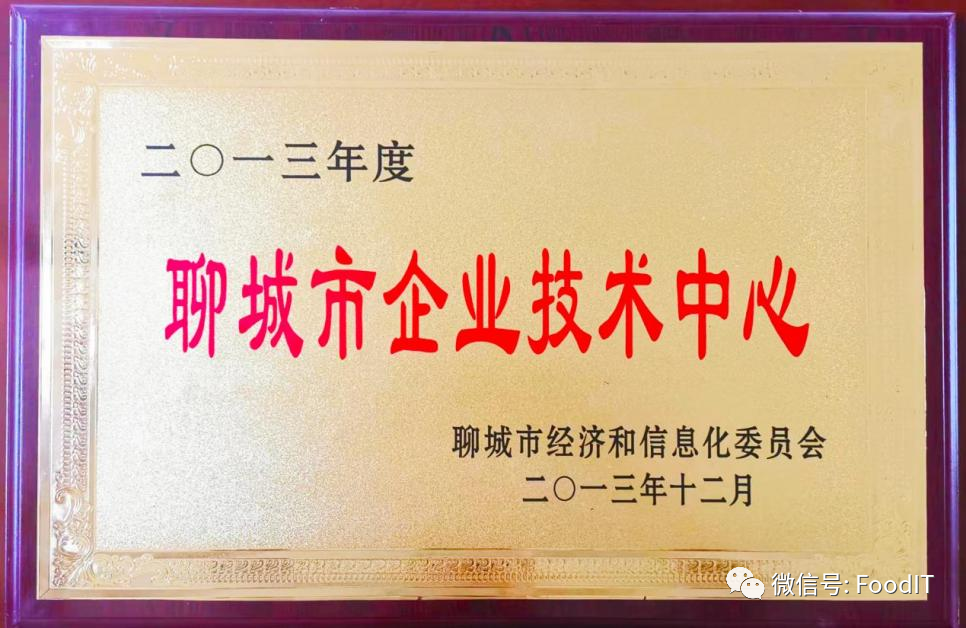 二〇一三年度
聊城市企业技术中心
聊城市经济和信息化委员会
二〇一三年十二月
微信号: FoodIT